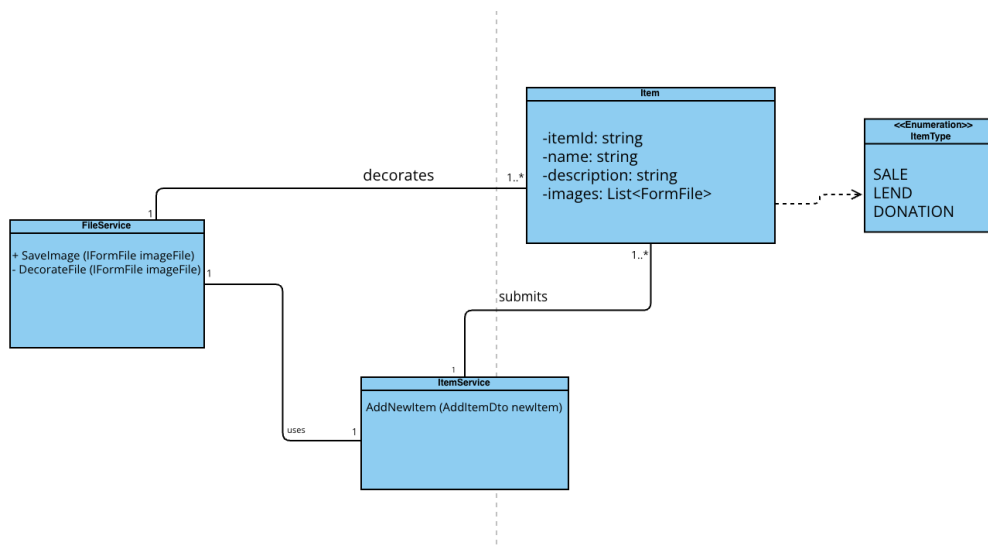 Item
-itemId: string
-name: string
-description: string
-images: List<FormFile>
<<Enumeration>>
ItemType
SALE
LEND
DONATION
decorates
1..*
1
FileService
+ SaveImage (IFormFile imageFile)
- DecorateFile (IFormFile imageFile)
1
1..*
submits
1
ItemService
AddNewItem (AddItemDto newItem)
uses
1